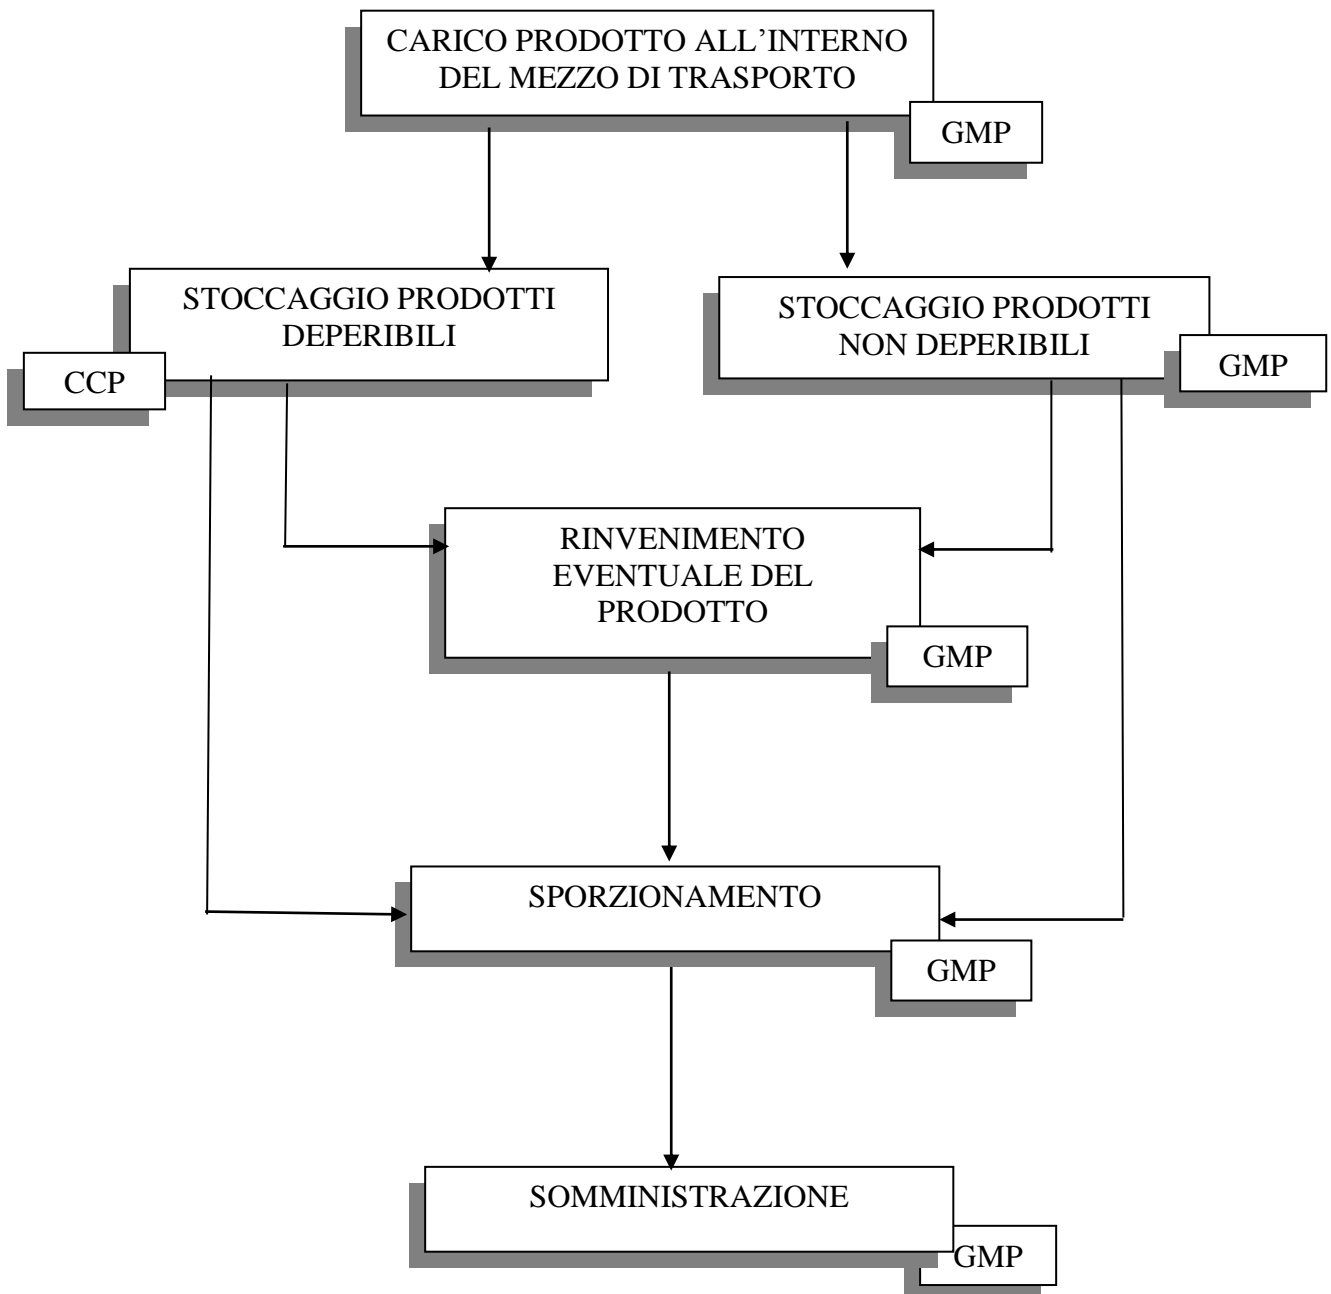 CARICO PRODOTTO ALL’INTERNO
DEL MEZZO DI TRASPORTO
GMP
STOCCAGGIO PRODOTTI
DEPERIBILI
CCP
STOCCAGGIO PRODOTTI
NON DEPERIBILI
GMP
RINVENIMENTO
EVENTUALE DEL
PRODOTTO
GMP
SPORZIONAMENTO
GMP
SOMMINISTRAZIONE
GMP